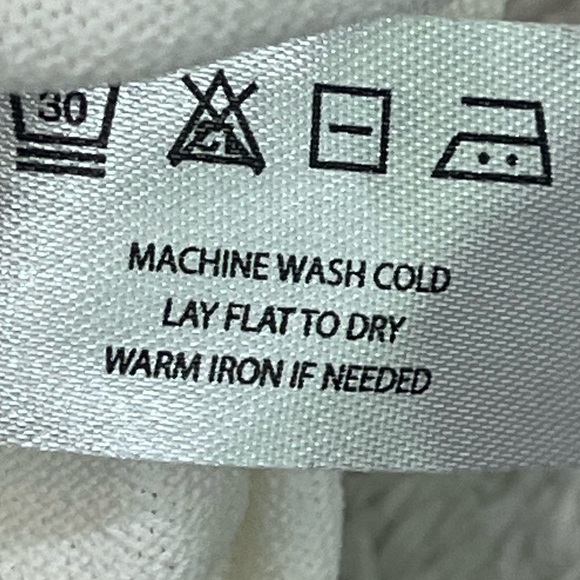 30
CL
MACHINE WASH COLD
LAY FLAT TO DRY
WARM IRON IF NEEDED